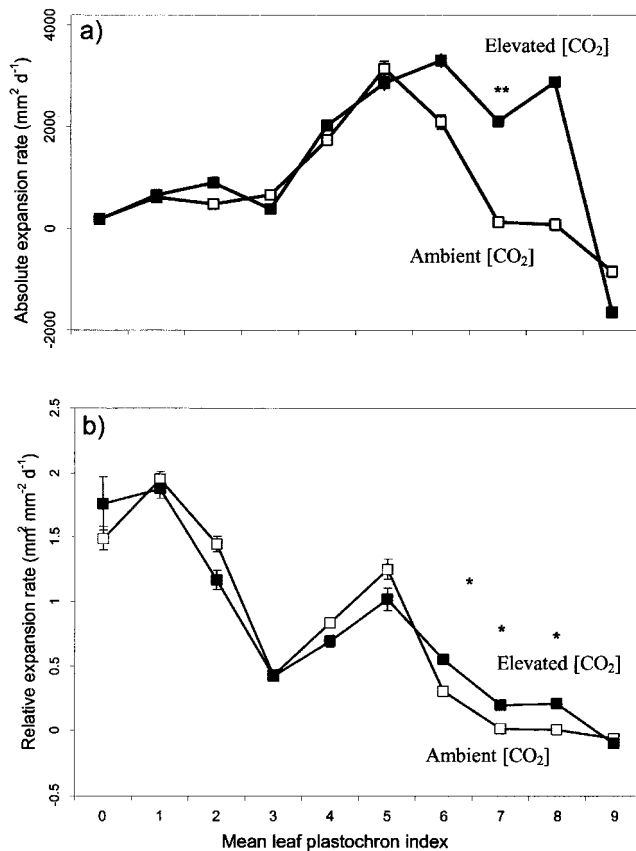 a)
Absolute expansion rate (mm² d⁻¹)
4000
2000
0
-2000
Elevated [CO₂]
**
Ambient [CO₂]
b)
Relative expansion rate (mm² mm⁻² d⁻¹)
2.5
2
1.5
1
0.5
0
-0.5
* * *
Elevated [CO₂]
Ambient [CO₂]
0 1 2 3 4 5 6 7 8 9
Mean leaf plastochron index